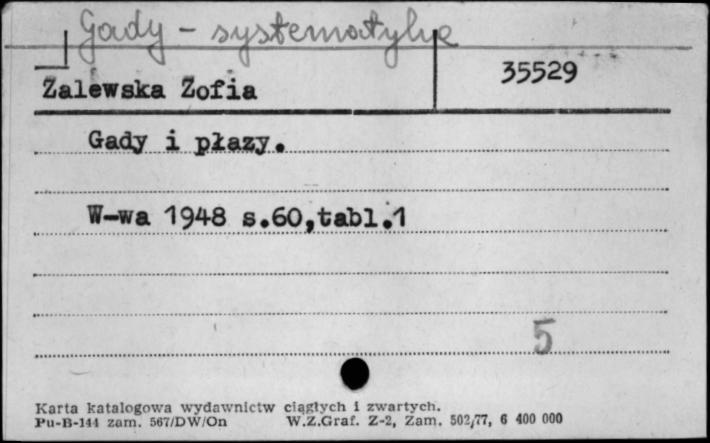 Gady - systematyka
35529
Zalewska Zofia
Gady i płazy.
W-wa 1948 s.60,tabl.1
5
Karta katalogowa wydawnictw ciągłych i zwartych.
Pu-B-144 zam. 567/DW/On W.Z.Graf. Z-2, Zam. 502/77, 6 400 000